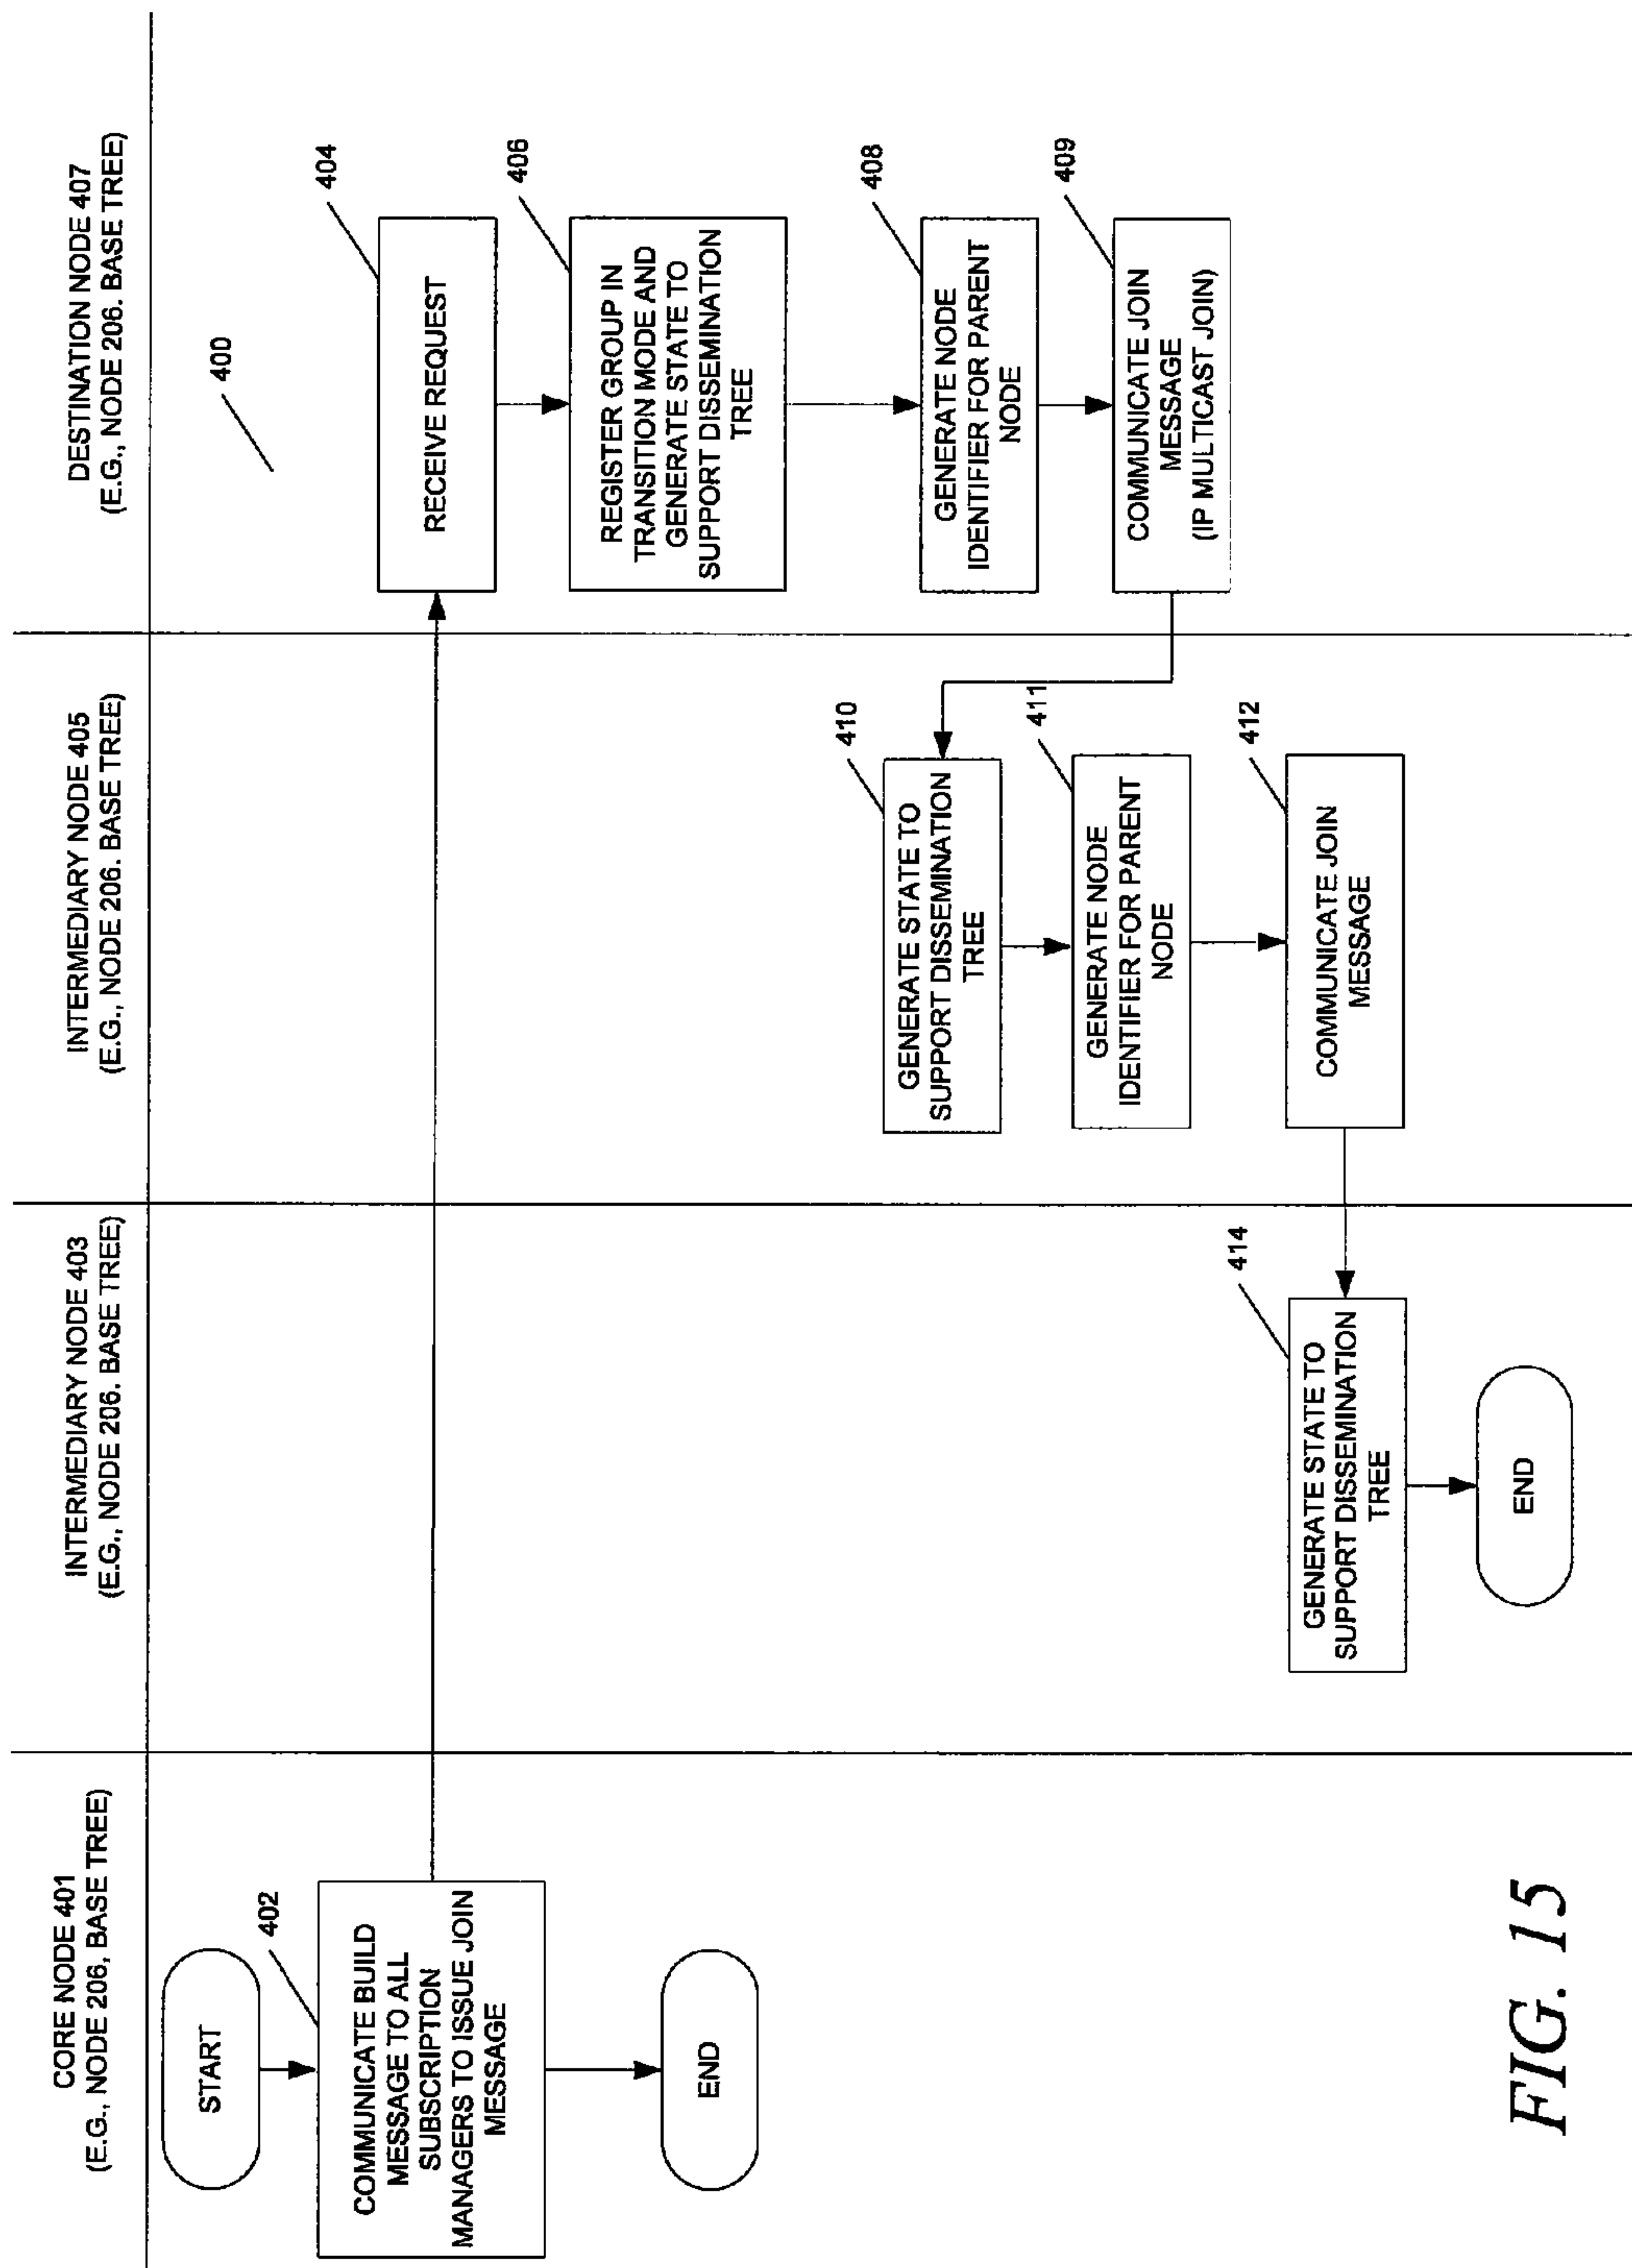 CORE NODE 401
(E.G., NODE 206, BASE TREE)
INTERMEDIARY NODE 403
(E.G., NODE 206. BASE TREE)
INTERMEDIARY NODE 405
(E.G., NODE 206. BASE TREE)
DESTINATION NODE 407
(E.G., NODE 206. BASE TREE)
START
402
COMMUNICATE BUILD
MESSAGE TO ALL
SUBSCRIPTION
MANAGERS TO ISSUE JOIN
MESSAGE
END
400
404
RECEIVE REQUEST
406
REGISTER GROUP IN
TRANSITION MODE AND
GENERATE STATE TO
SUPPORT DISSEMINATION
TREE
408
GENERATE NODE
IDENTIFIER FOR PARENT
NODE
409
COMMUNICATE JOIN
MESSAGE
(IP MULTICAST JOIN)
410
GENERATE STATE TO
SUPPORT DISSEMINATION
TREE
411
GENERATE NODE
IDENTIFIER FOR PARENT
NODE
412
COMMUNICATE JOIN
MESSAGE
414
GENERATE STATE TO
SUPPORT DISSEMINATION
TREE
END
FIG. 15